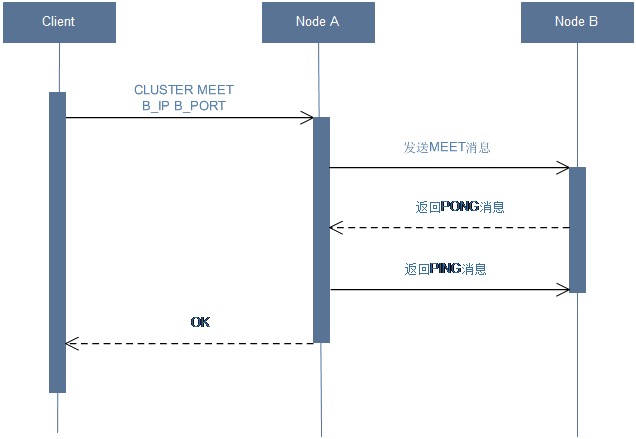 Client
Node A
Node B
CLUSTER MEET
B_IP B_PORT
发送MEET消息
返回PONG消息
返回PING消息
OK